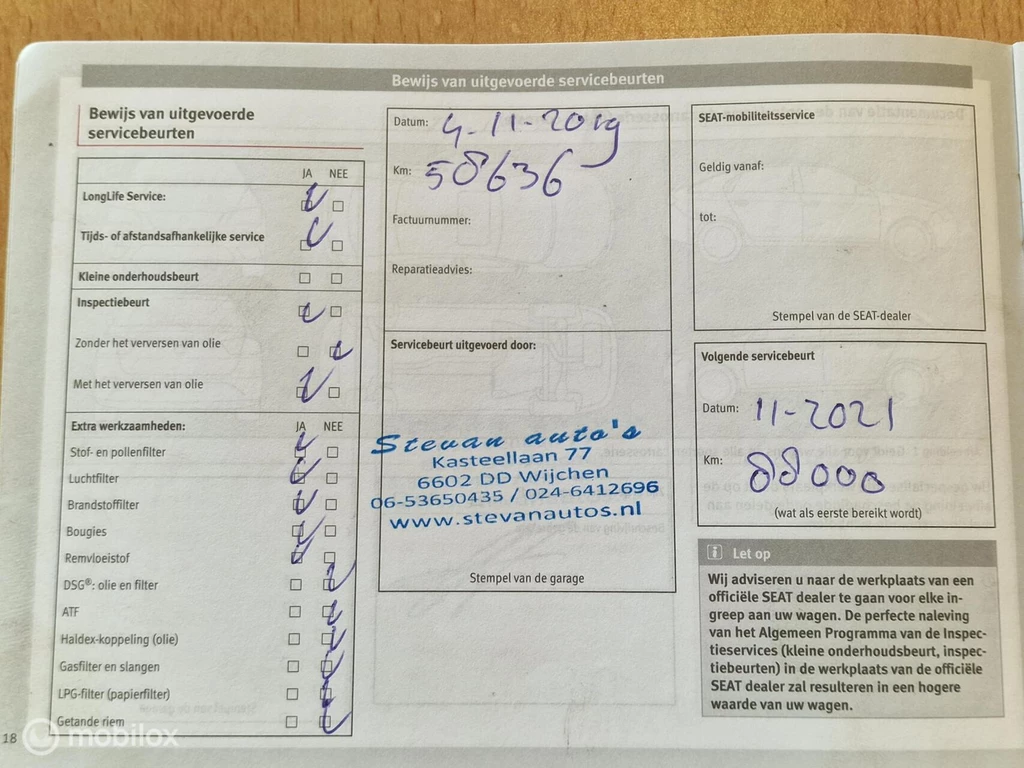 Bewijs van uitgevoerde servicebeurten
Bewijs van uitgevoerde
servicebeurten
JA NEE
LongLife Service:
Tijds- of afstandsafhankelijke service
Kleine onderhoudsbeurt
Inspectiebeurt
Zonder het verversen van olie
Met het verversen van olie
Extra werkzaamheden: JA NEE
Stof- en pollenfilter
Luchtfilter
Brandstoffilter
Bougies
Remvloeistof
DSG®: olie en filter
ATF
Haldex-koppeling (olie)
Gasfilter en slangen
LPG-filter (papierfilter)
Getande riem
18
mobilox
Datum: 4-11-2019
Km: 58636
Factuurnummer:
Reparatieadvies:
Servicebeurt uitgevoerd door:
Stevan auto's
Kasteellaan 77
6602 DD Wijchen
06-53650435 / 024-6412696
www.stevanautos.nl
Stempel van de garage
SEAT-mobiliteitsservice
Geldig vanaf:
tot:
Stempel van de SEAT-dealer
Volgende servicebeurt
Datum: 11-2021
Km: 88000
(wat als eerste bereikt wordt)
i Let op
Wij adviseren u naar de werkplaats van een
officiële SEAT dealer te gaan voor elke in-
greep aan uw wagen. De perfecte naleving
van het Algemeen Programma van de Inspec-
tieservices (kleine onderhoudsbeurt, inspec-
tiebeurten) in de werkplaats van de officiële
SEAT dealer zal resulteren in een hogere
waarde van uw wagen.